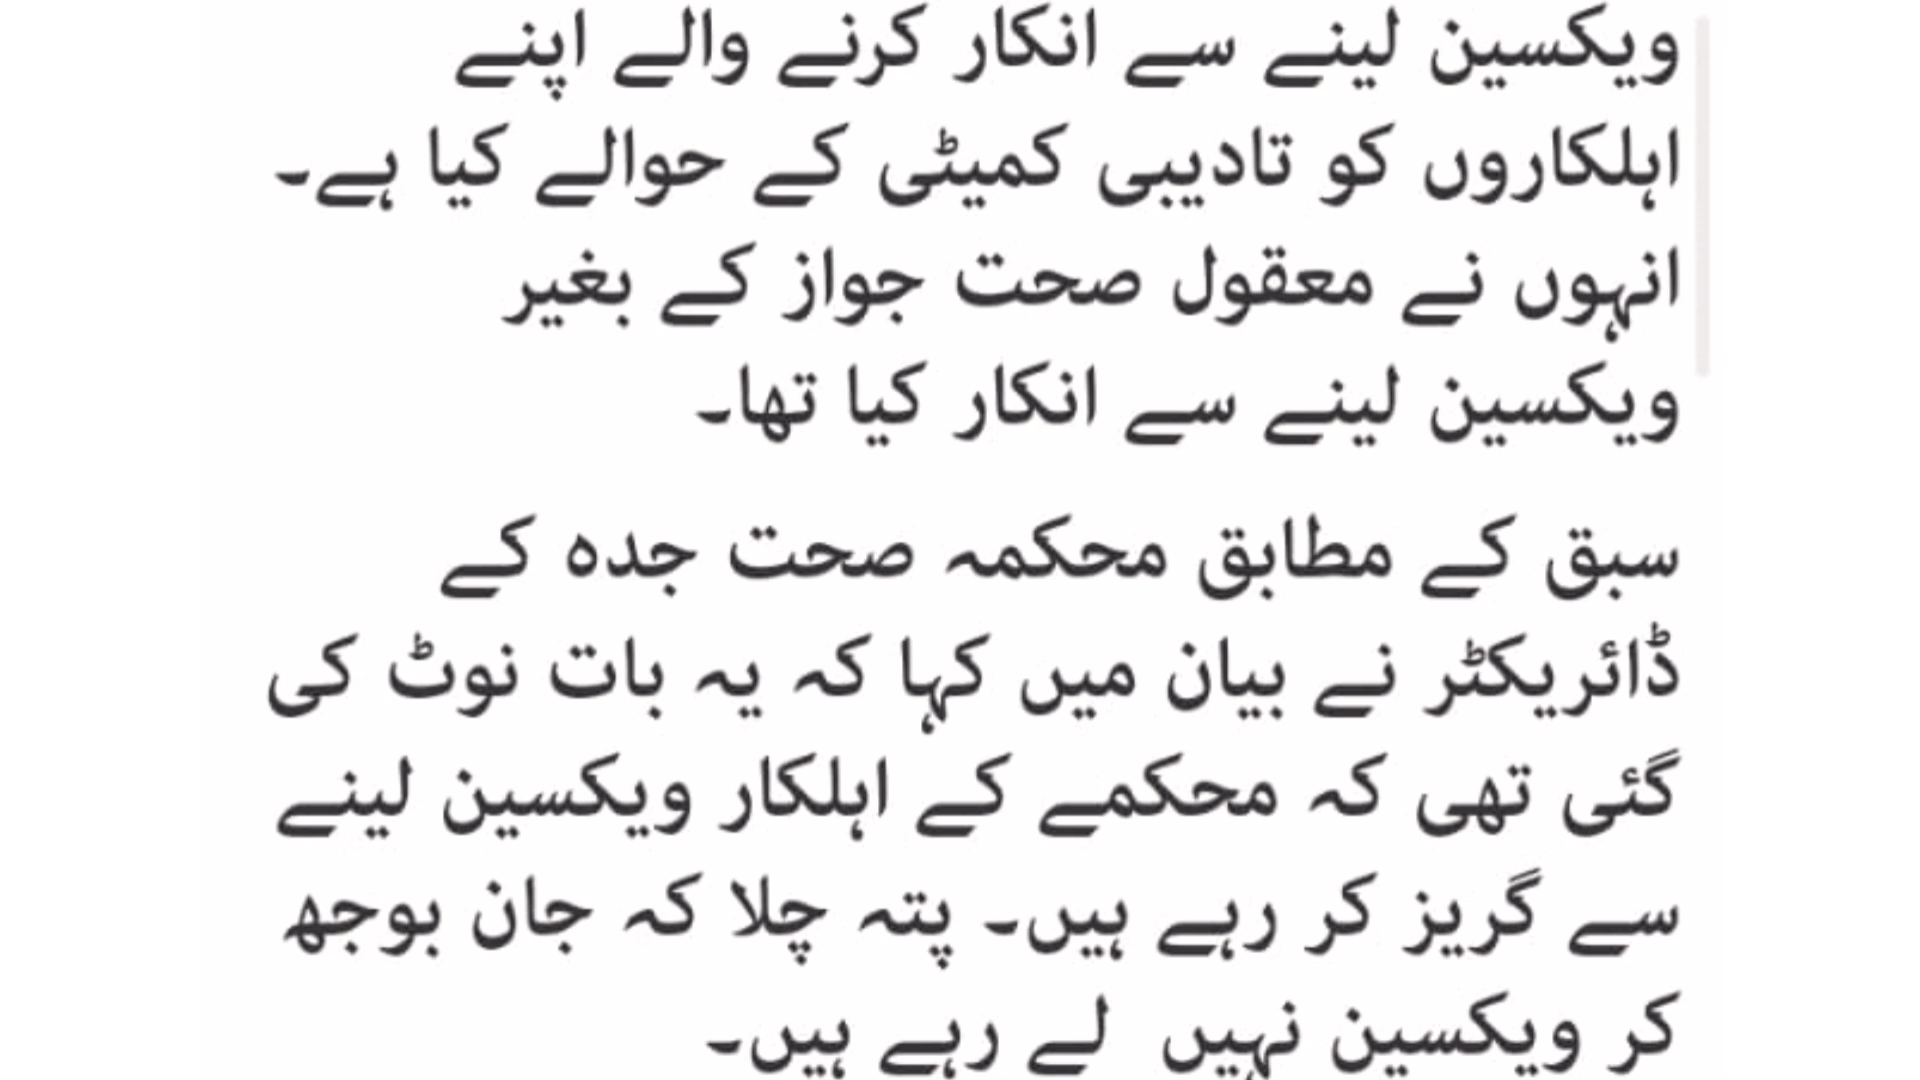 ویکسین لینے سے انکار کرنے والے اپنے
اہلکاروں کو تادیبی کمیٹی کے حوالے کیا ہے۔
انہوں نے معقول صحت جواز کے بغیر
ویکسین لینے سے انکار کیا تھا۔
سبق کے مطابق محکمہ صحت جدہ کے
ڈائریکٹر نے بیان میں کہا کہ یہ بات نوٹ کی
گئی تھی کہ محکمے کے اہلکار ویکسین لینے
سے گریز کر رہے ہیں۔ پتہ چلا کہ جان بوجھ
کر ویکسین نہیں لے رہے ہیں۔